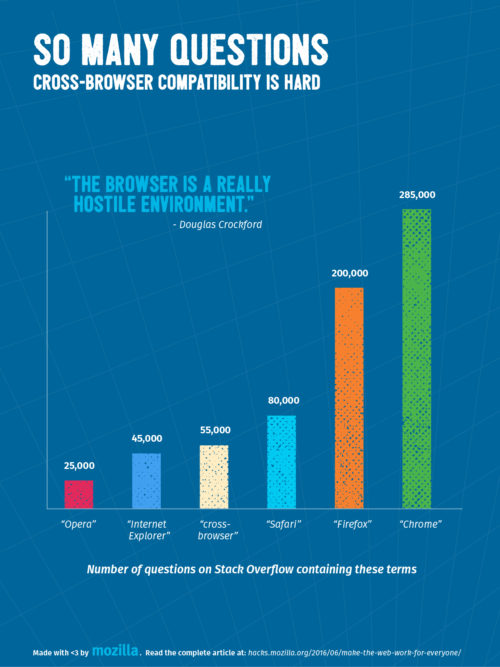 SO MANY QUESTIONS
CROSS-BROWSER COMPATIBILITY IS HARD
“THE BROWSER IS A REALLY
HOSTILE ENVIRONMENT.”
- Douglas Crockford
285,000
200,000
80,000
55,000
45,000
25,000
“Opera”
“Internet
Explorer”
“cross-
browser”
“Safari”
“Firefox”
“Chrome”
Number of questions on Stack Overflow containing these terms
Made with <3 by mozilla. Read the complete article at: hacks.mozilla.org/2016/06/make-the-web-work-for-everyone/